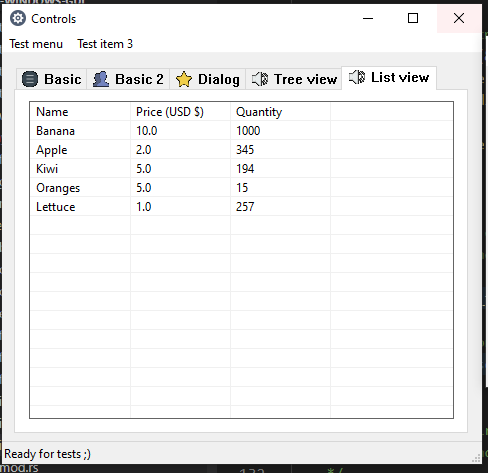 Controls
Test menu Test item 3
Basic Basic 2 Dialog Tree view List view
Name Price (USD $) Quantity
Banana 10.0 1000
Apple 2.0 345
Kiwi 5.0 194
Oranges 5.0 15
Lettuce 1.0 257
Ready for tests ;)
mod.rs